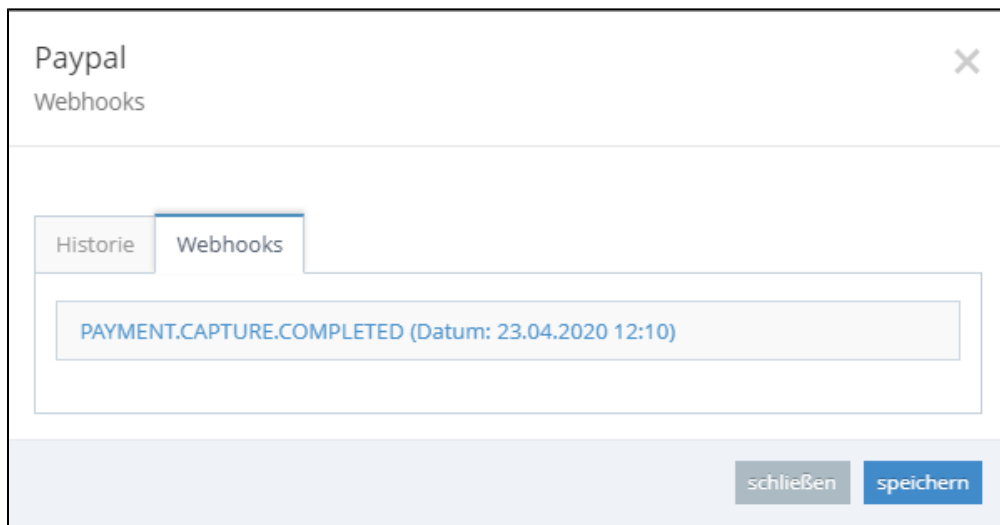 Paypal
Webhooks
Historie
Webhooks
PAYMENT.CAPTURE.COMPLETED (Datum: 23.04.2020 12:10)
schließen
speichern